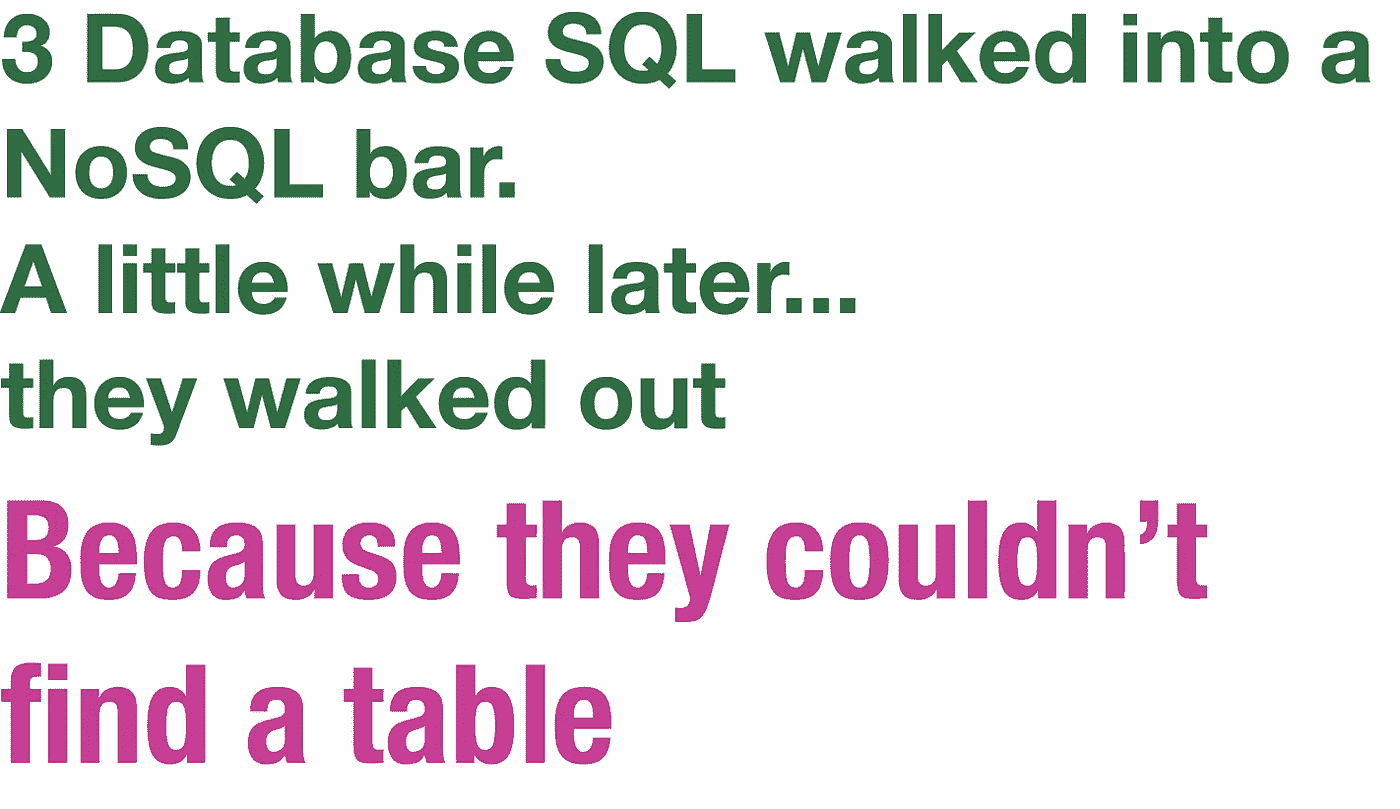 3 Database SQL walked into a
NoSQL bar.
A little while later...
they walked out
Because they couldn’t
find a table